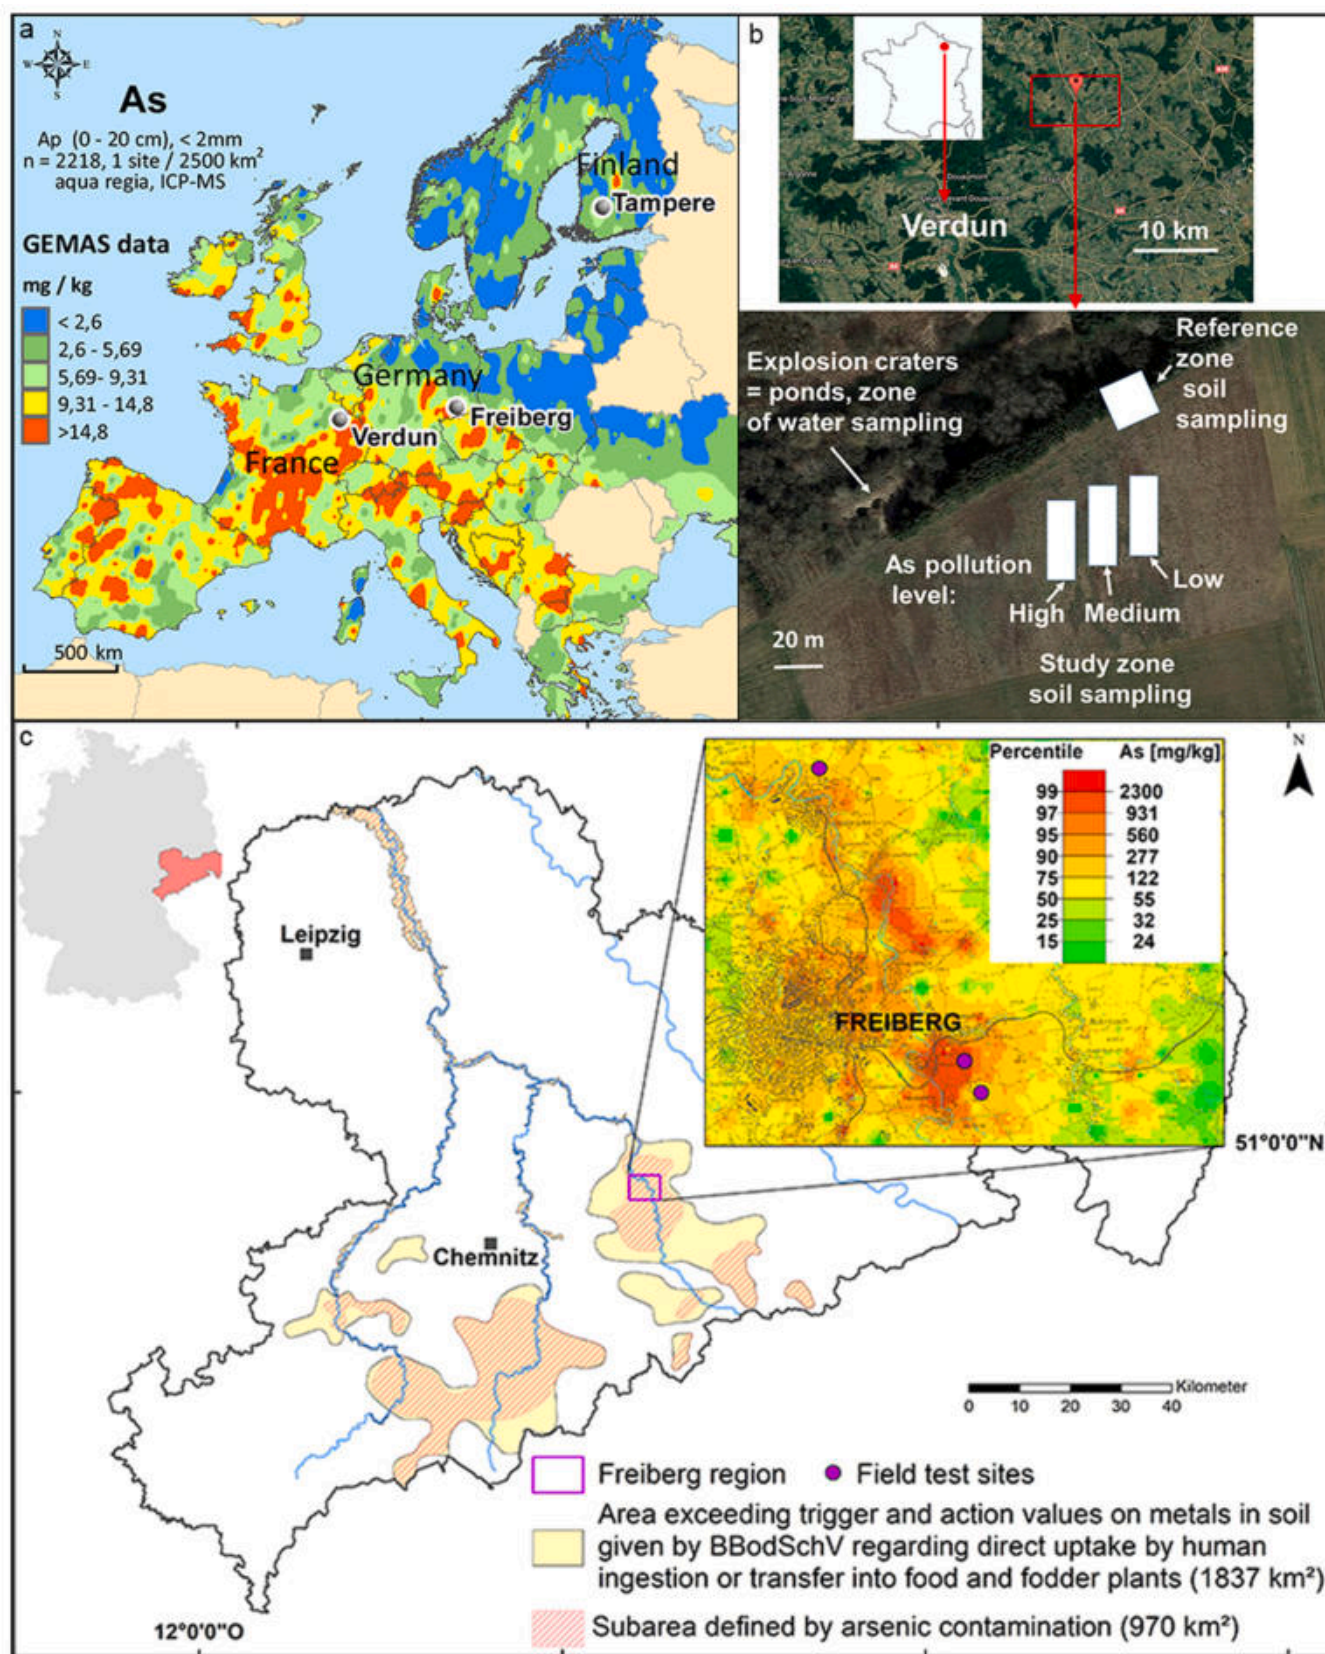 a
N
W
E
S
As
Ap (0 - 20 cm), < 2mm
n = 2218, 1 site / 2500 km²
aqua regia, ICP-MS
GEMAS data
mg / kg
< 2,6
2,6 - 5,69
5,69- 9,31
9,31 - 14,8
>14,8
Finland
Tampere
Germany
Freiberg
Verdun
France
500 km
b
Verdun
10 km
Explosion craters
= ponds, zone
of water sampling
Reference
zone
soil
sampling
As pollution
level:
High
Medium
Low
20 m
Study zone
soil sampling
c
Leipzig
Chemnitz
Percentile As [mg/kg]
99 2300
97 931
95 560
90 277
75 122
50 55
25 32
15 24
FREIBERG
N
51°0'0"N
Kilometer
0 10 20 30 40
Freiberg region
Field test sites
Area exceeding trigger and action values on metals in soil
given by BBodSchV regarding direct uptake by human
ingestion or transfer into food and fodder plants (1837 km²)
Subarea defined by arsenic contamination (970 km²)
12°0'0"O